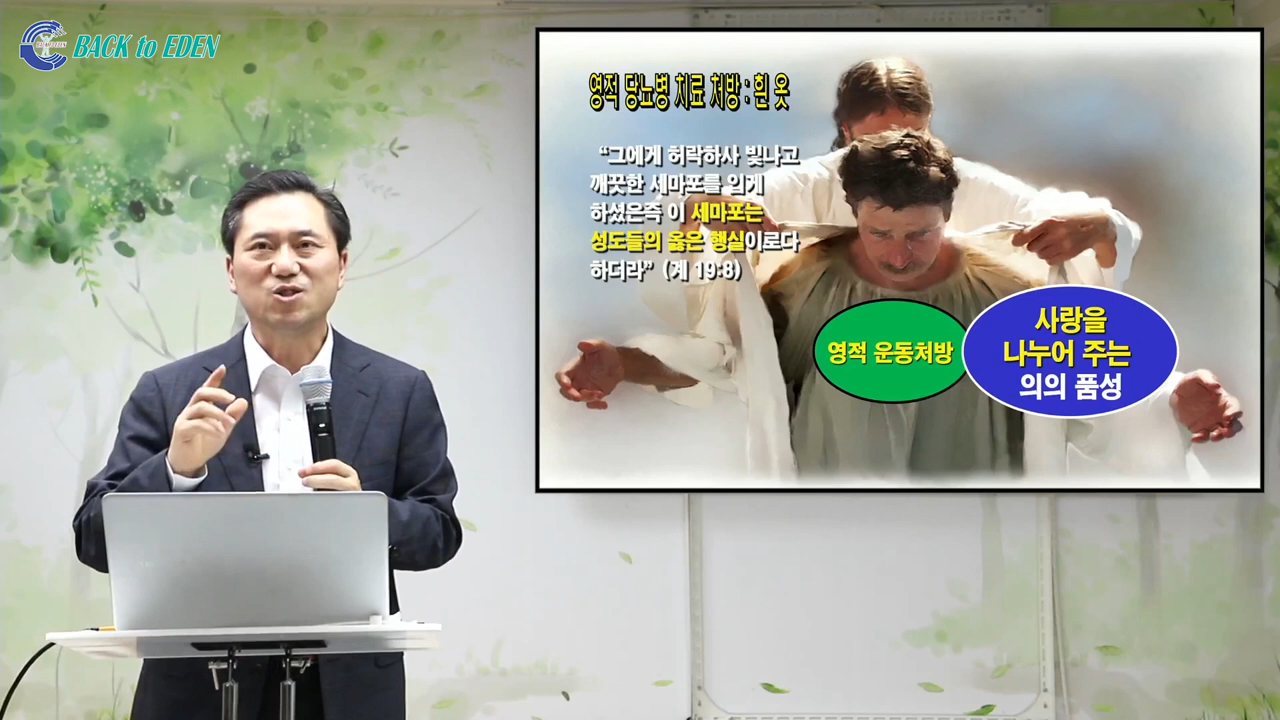 BACK to EDEN
영적 당뇨병 치료 처방 : 흰 옷
“그에게 허락하사 빛나고
깨끗한 세마포를 입게
하셨은즉 이 세마포는
성도들의 옳은 행실이로다
하더라” (계 19:8)
영적 운동처방
사랑을
나누어 주는
의의 품성